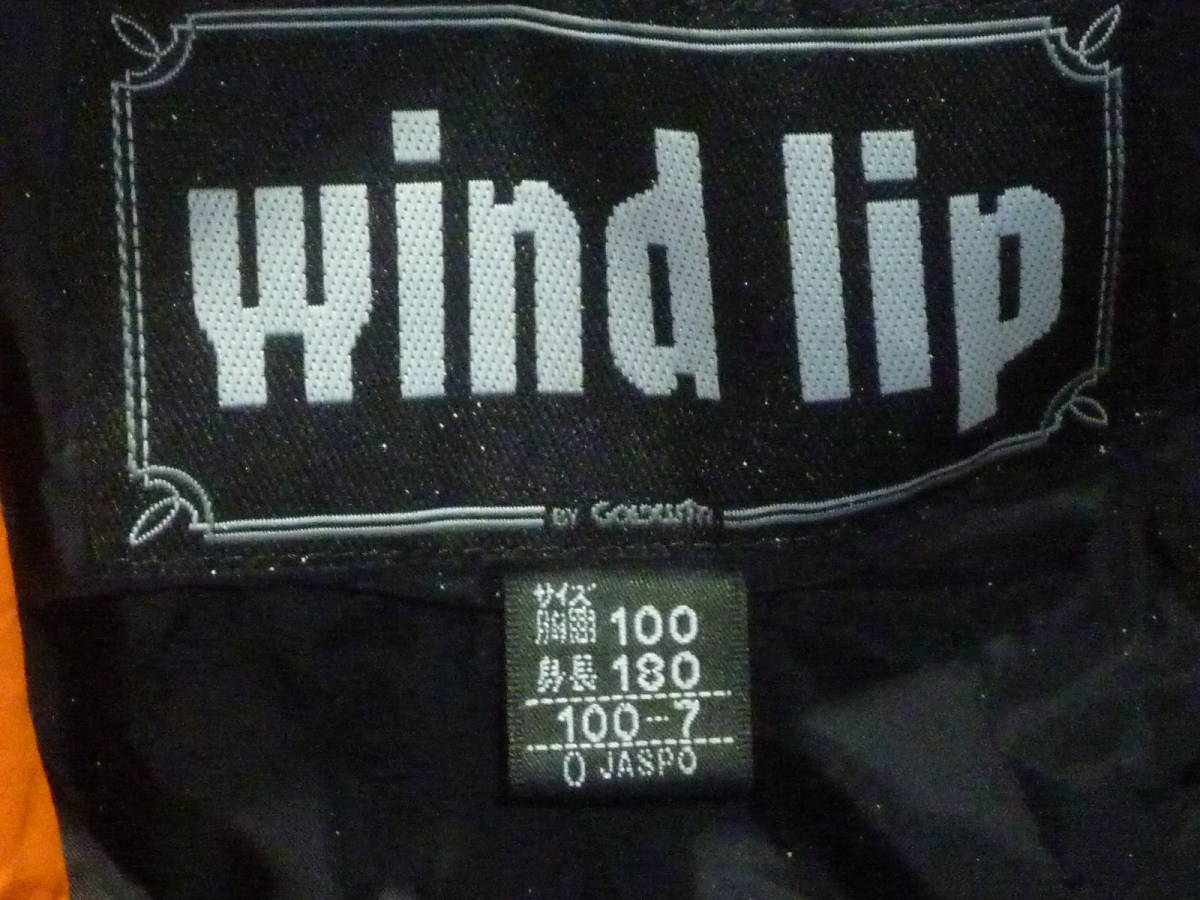 wind lip
BY GOLDWIN
サイズ
胸囲 100
身長 180
100-7
O JASPO